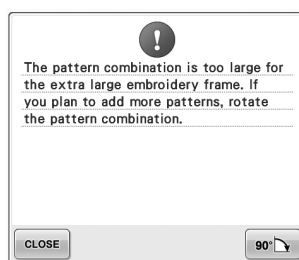 The pattern combination is too large for
the extra large embroidery frame. If
you plan to add more patterns, rotate
the pattern combination.
CLOSE
90°